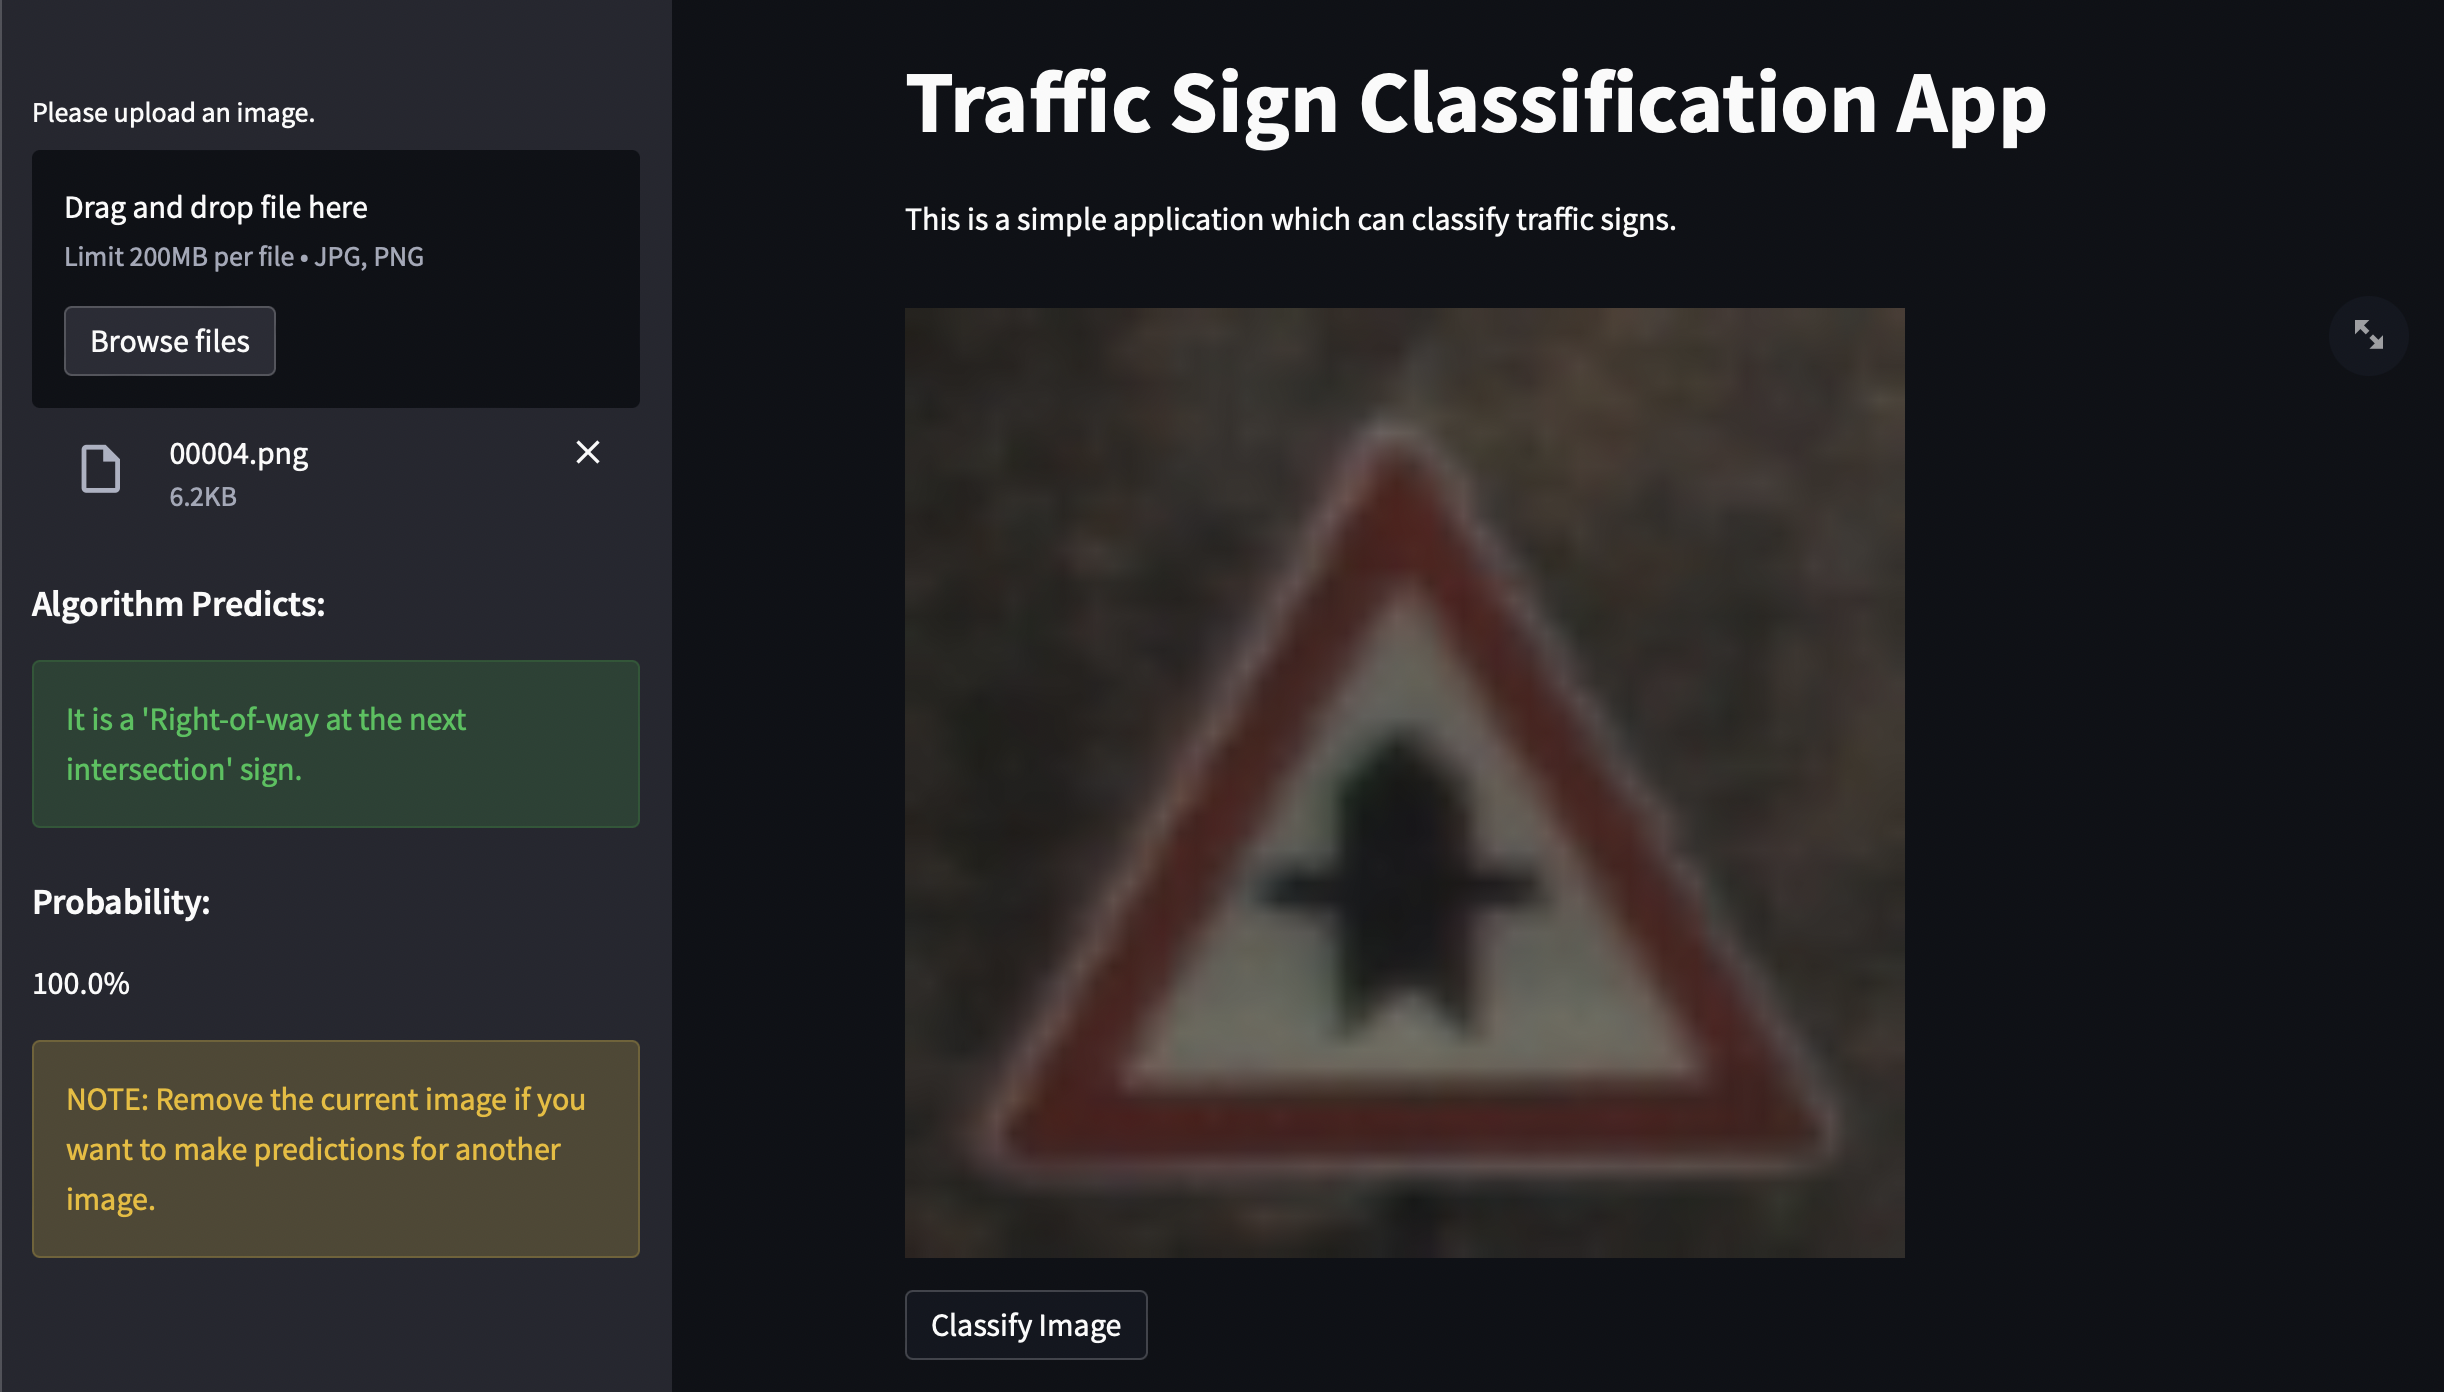 Please upload an image.
Drag and drop file here
Limit 200MB per file • JPG, PNG
Browse files
00004.png
6.2KB
Algorithm Predicts:
It is a 'Right-of-way at the next
intersection' sign.
Probability:
100.0%
NOTE: Remove the current image if you
want to make predictions for another
image.
Traffic Sign Classification App
This is a simple application which can classify traffic signs.
Classify Image